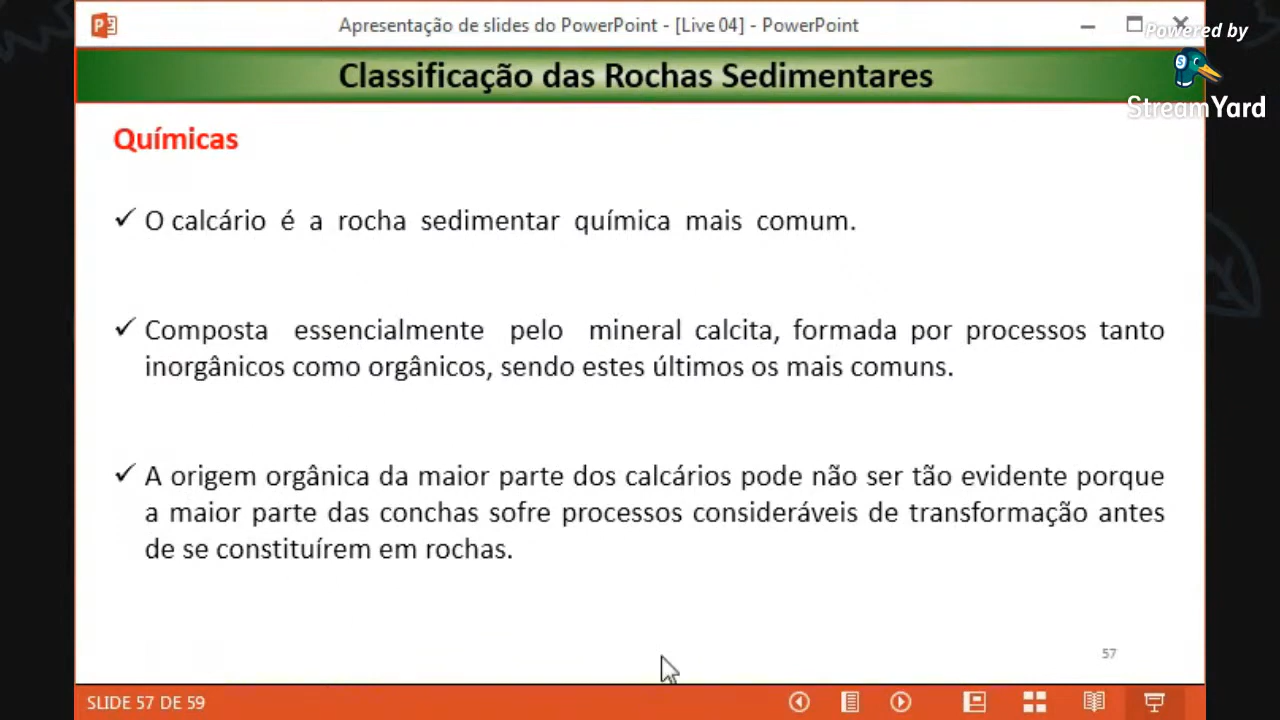 Apresentação de slides do PowerPoint - [Live 04] - PowerPoint
Powered by
StreamYard
Classificação das Rochas Sedimentares
Químicas
✓ O calcário é a rocha sedimentar química mais comum.
✓ Composta essencialmente pelo mineral calcita, formada por processos tanto
inorgânicos como orgânicos, sendo estes últimos os mais comuns.
✓ A origem orgânica da maior parte dos calcários pode não ser tão evidente porque
a maior parte das conchas sofre processos consideráveis de transformação antes
de se constituírem em rochas.
57
SLIDE 57 DE 59